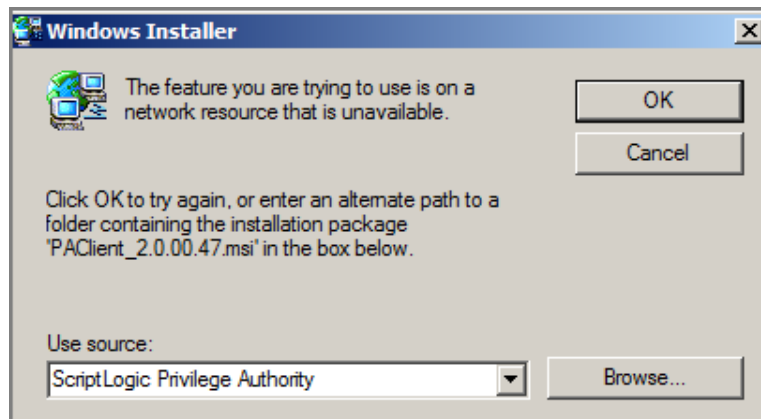 Windows Installer
The feature you are trying to use is on a
network resource that is unavailable.
OK
Cancel
Click OK to try again, or enter an alternate path to a
folder containing the installation package
'PAClient_2.0.00.47.msi' in the box below.
Use source:
ScriptLogic Privilege Authority
Browse...